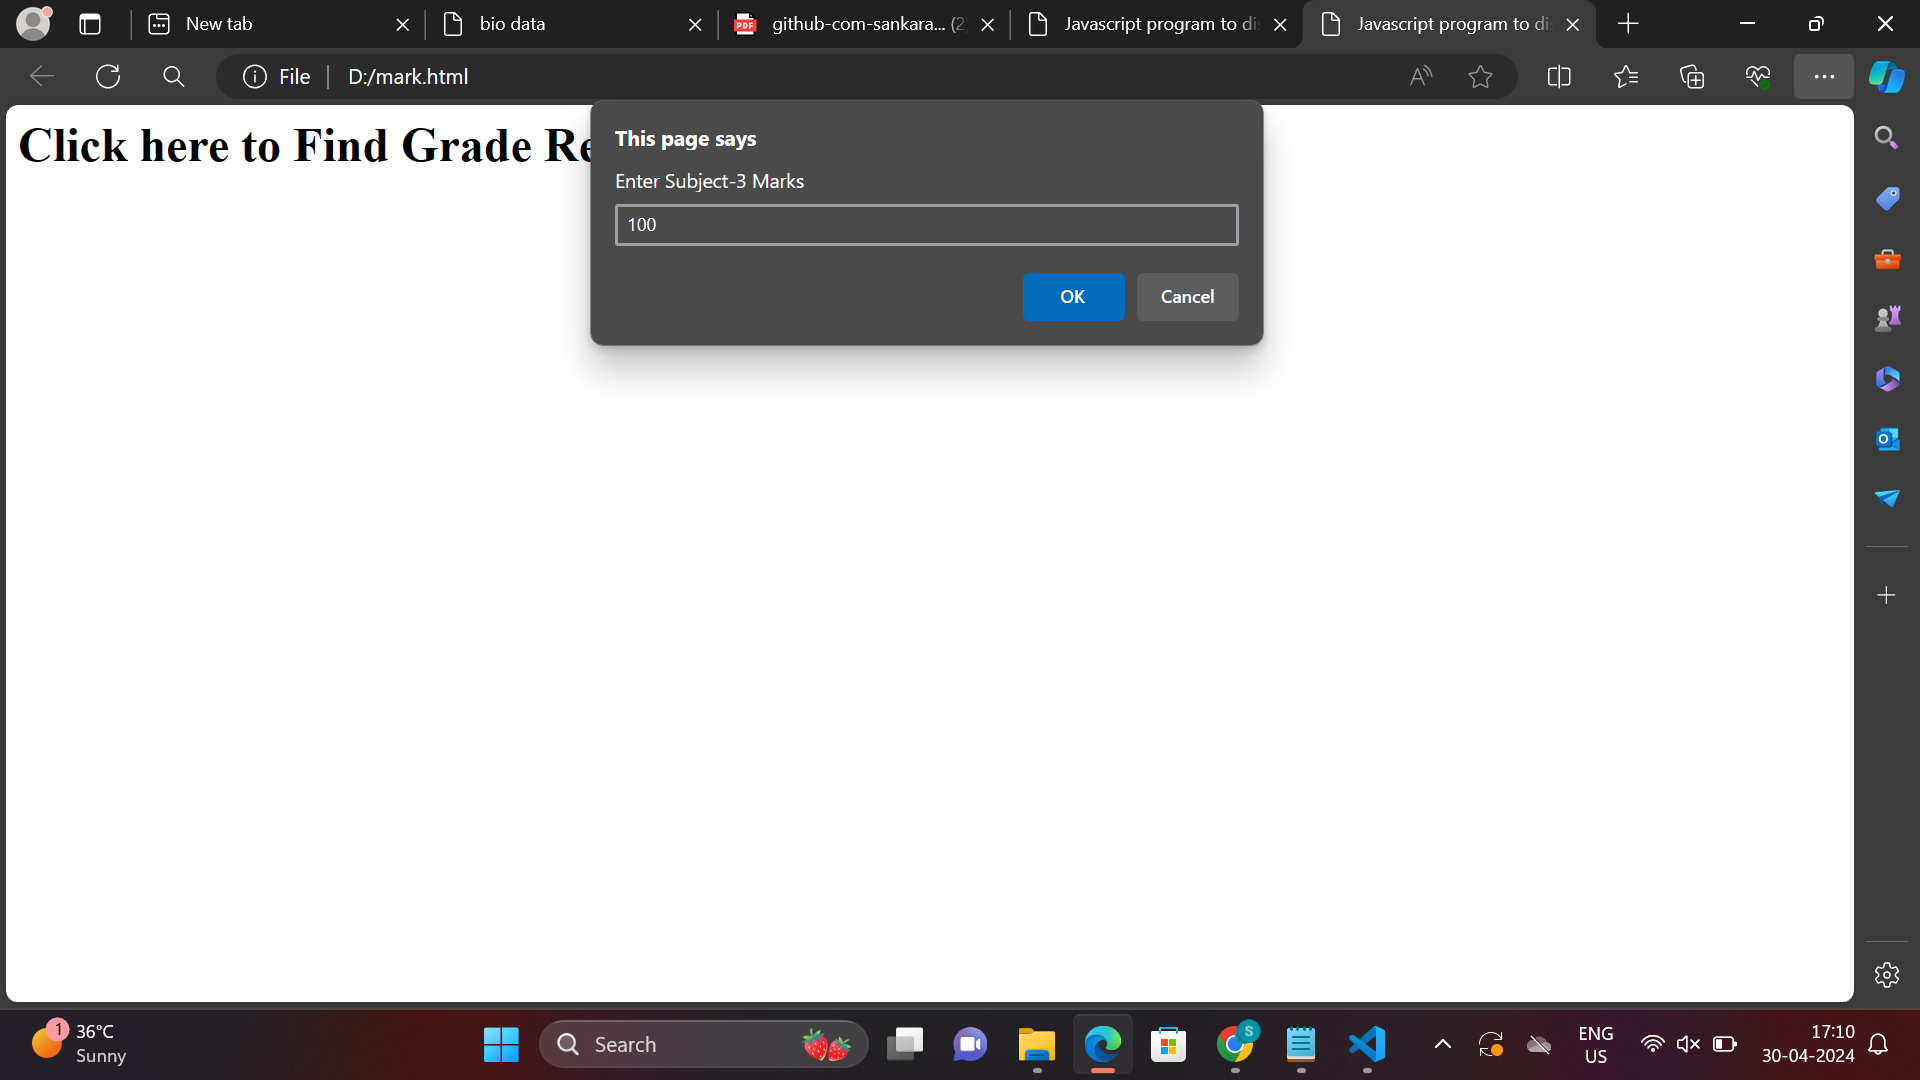 New tab
bio data
github-com-sankara... (2
Javascript program to di
Javascript program to di
File
D:/mark.html
Click here to Find Grade Re
This page says
Enter Subject-3 Marks
100
OK
Cancel
1
36°C
Sunny
Search
S
ENG
US
17:10
30-04-2024